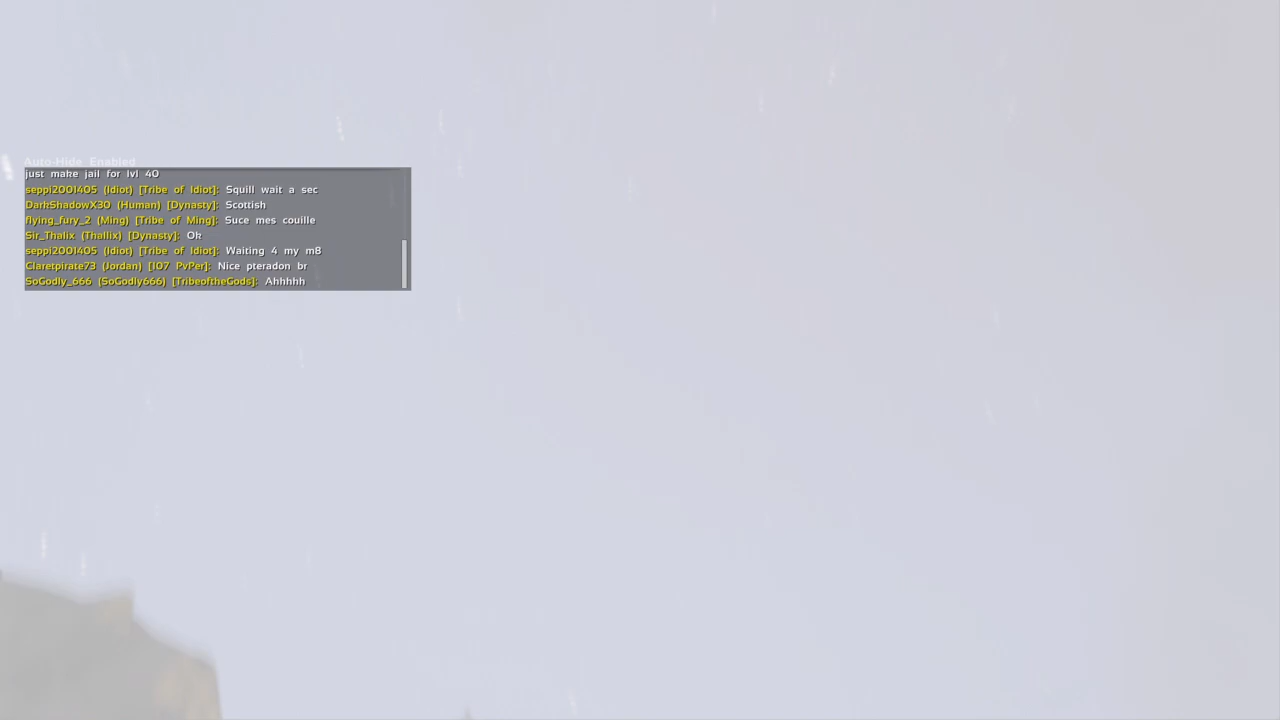 Auto-Hide Enabled
just make jail for lvl 40
seppi2001405 (Idiot) [Tribe of Idiot]: Squill wait a sec
DarkShadowX30 (Human) [Dynasty]: Scottish
flying_fury_2 (Ming) [Tribe of Ming]: Suce mes couille
Sir_Thalix (Thallix) [Dynasty]: Ok
seppi2001405 (Idiot) [Tribe of Idiot]: Waiting 4 my m8
Claretpirate73 (Jordan) [107 PvPer]: Nice pteradon br
SoGodly_666 (SoGodly666) [TribeoftheGods]: Ahhhhh